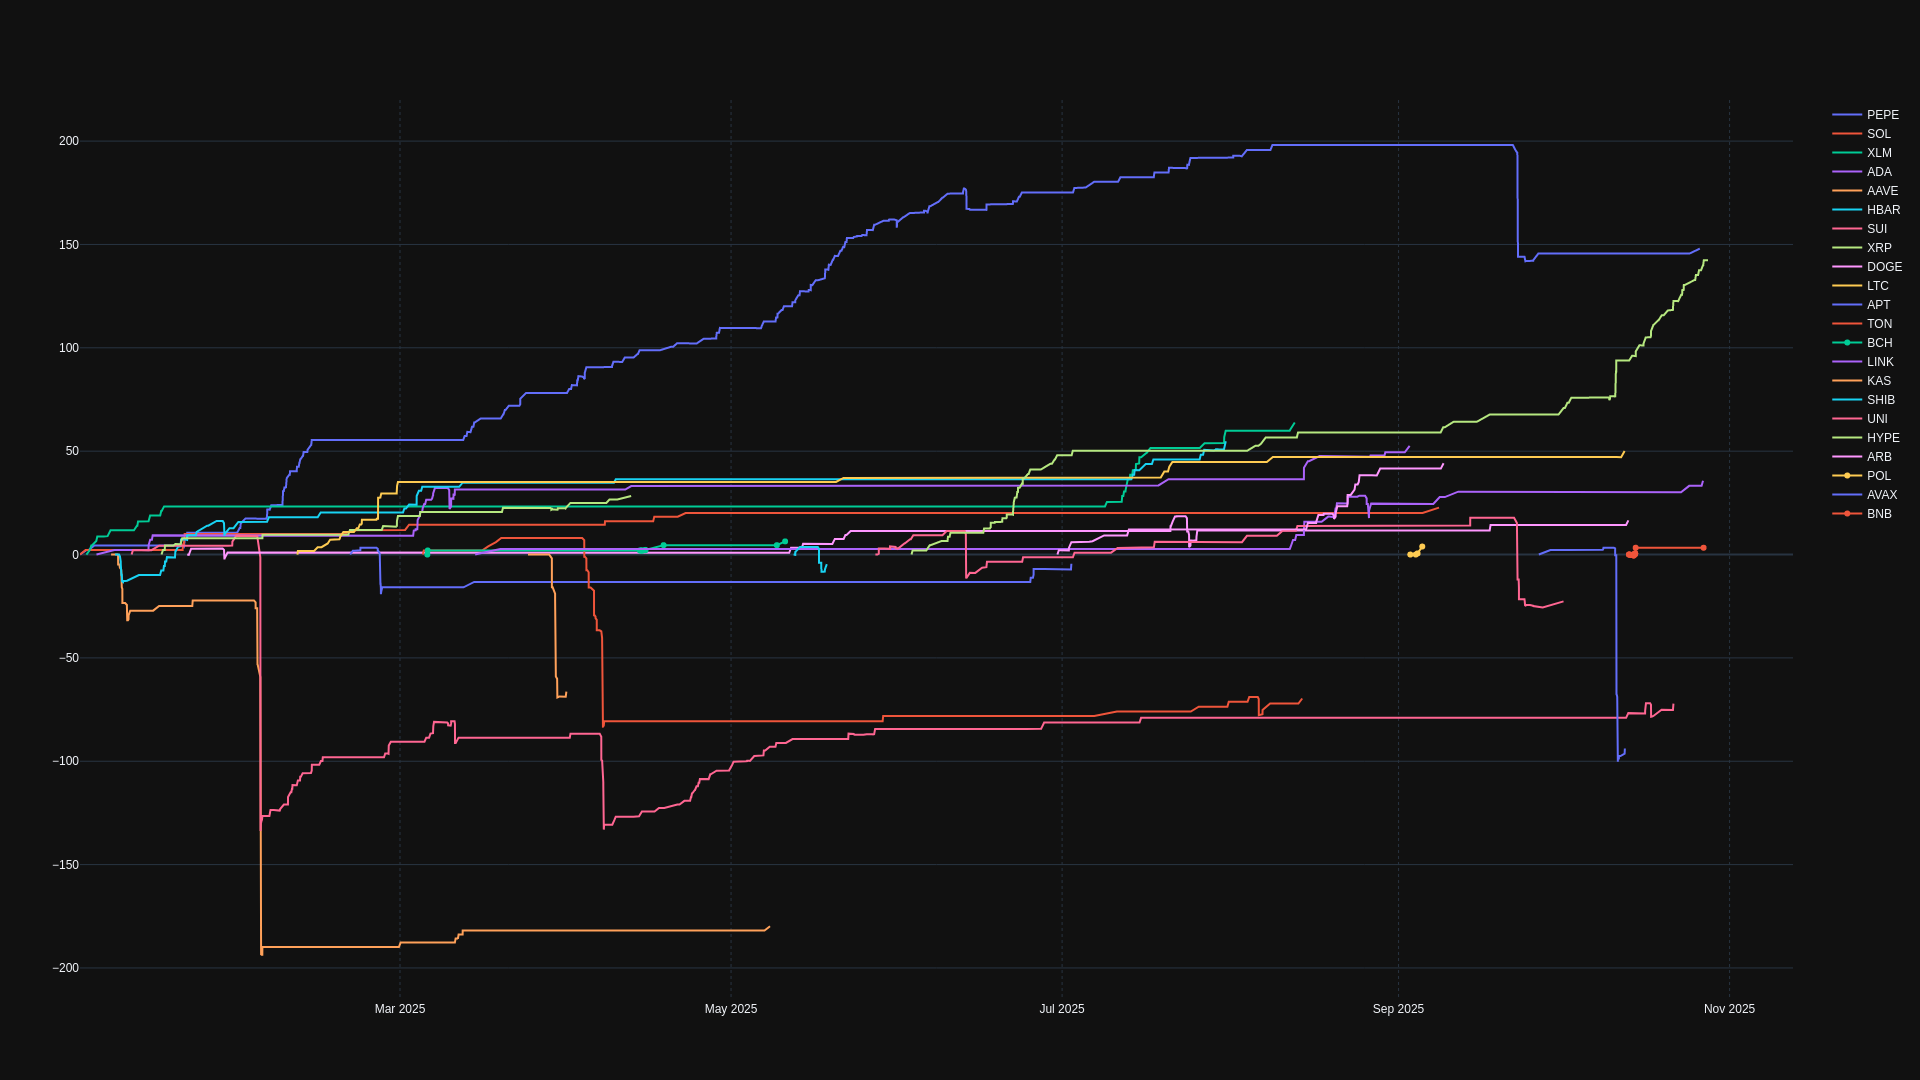 200
150
100
50
0
−50
−100
−150
−200
Mar 2025
May 2025
Jul 2025
Sep 2025
Nov 2025
PEPE
SOL
XLM
ADA
AAVE
HBAR
SUI
XRP
DOGE
LTC
APT
TON
BCH
LINK
KAS
SHIB
UNI
HYPE
ARB
POL
AVAX
BNB